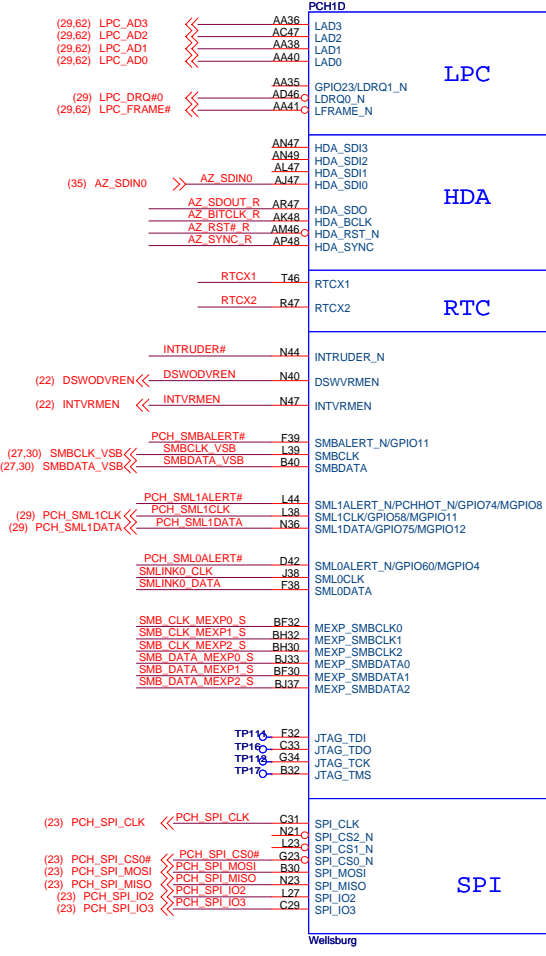 PCH1D
(29,62) LPC_AD3 AA36 LAD3
(29,62) LPC_AD2 AC47 LAD2
(29,62) LPC_AD1 AA38 LAD1
(29,62) LPC_AD0 AA40 LAD0
LPC
AA35 GPIO23/LDRQ1_N
(29) LPC_DRQ#0 AD46 LDRQ0_N
(29,62) LPC_FRAME# AA41 LFRAME_N
AN47 HDA_SDI3
AN49 HDA_SDI2
AL47 HDA_SDI1
(35) AZ_SDIN0 AZ_SDIN0 AJ47 HDA_SDI0
HDA
AZ_SDOUT_R AR47 HDA_SDO
AZ_BITCLK_R AK48 HDA_BCLK
AZ_RST#_R AM46 HDA_RST_N
AZ_SYNC_R AP48 HDA_SYNC
RTCX1 T46 RTCX1
RTCX2 R47 RTCX2
RTC
INTRUDER# N44 INTRUDER_N
(22) DSWODVREN DSWODVREN N40 DSWVRMEN
(22) INTVRMEN INTVRMEN N47 INTVRMEN
PCH_SMBALERT# F39 SMBALERT_N/GPIO11
(27,30) SMBCLK_VSB SMBCLK_VSB L39 SMBCLK
(27,30) SMBDATA_VSB SMBDATA_VSB B40 SMBDATA
PCH_SML1ALERT# L44 SML1ALERT_N/PCHHOT_N/GPIO74/MGPIO8
(29) PCH_SML1CLK PCH_SML1CLK L38 SML1CLK/GPIO58/MGPIO11
(29) PCH_SML1DATA PCH_SML1DATA N36 SML1DATA/GPIO75/MGPIO12
PCH_SML0ALERT# D42 SML0ALERT_N/GPIO60/MGPIO4
SMLINK0_CLK J38 SML0CLK
SMLINK0_DATA F38 SML0DATA
SMB_CLK_MEXP0_S BF32 MEXP_SMBCLK0
SMB_CLK_MEXP1_S BH32 MEXP_SMBCLK1
SMB_CLK_MEXP2_S BH30 MEXP_SMBCLK2
SMB_DATA_MEXP0_S BJ33 MEXP_SMBDATA0
SMB_DATA_MEXP1_S BF30 MEXP_SMBDATA1
SMB_DATA_MEXP2_S BJ37 MEXP_SMBDATA2
TP111 F32 JTAG_TDI
TP16 C33 JTAG_TDO
TP112 G34 JTAG_TCK
TP17 B32 JTAG_TMS
(23) PCH_SPI_CLK PCH_SPI_CLK C31 SPI_CLK
N21 SPI_CS2_N
L23 SPI_CS1_N
(23) PCH_SPI_CS0# PCH_SPI_CS0# G23 SPI_CS0_N
(23) PCH_SPI_MOSI PCH_SPI_MOSI B30 SPI_MOSI
(23) PCH_SPI_MISO PCH_SPI_MISO N23 SPI_MISO
(23) PCH_SPI_IO2 PCH_SPI_IO2 L27 SPI_IO2
(23) PCH_SPI_IO3 PCH_SPI_IO3 C29 SPI_IO3
SPI
Wellsburg